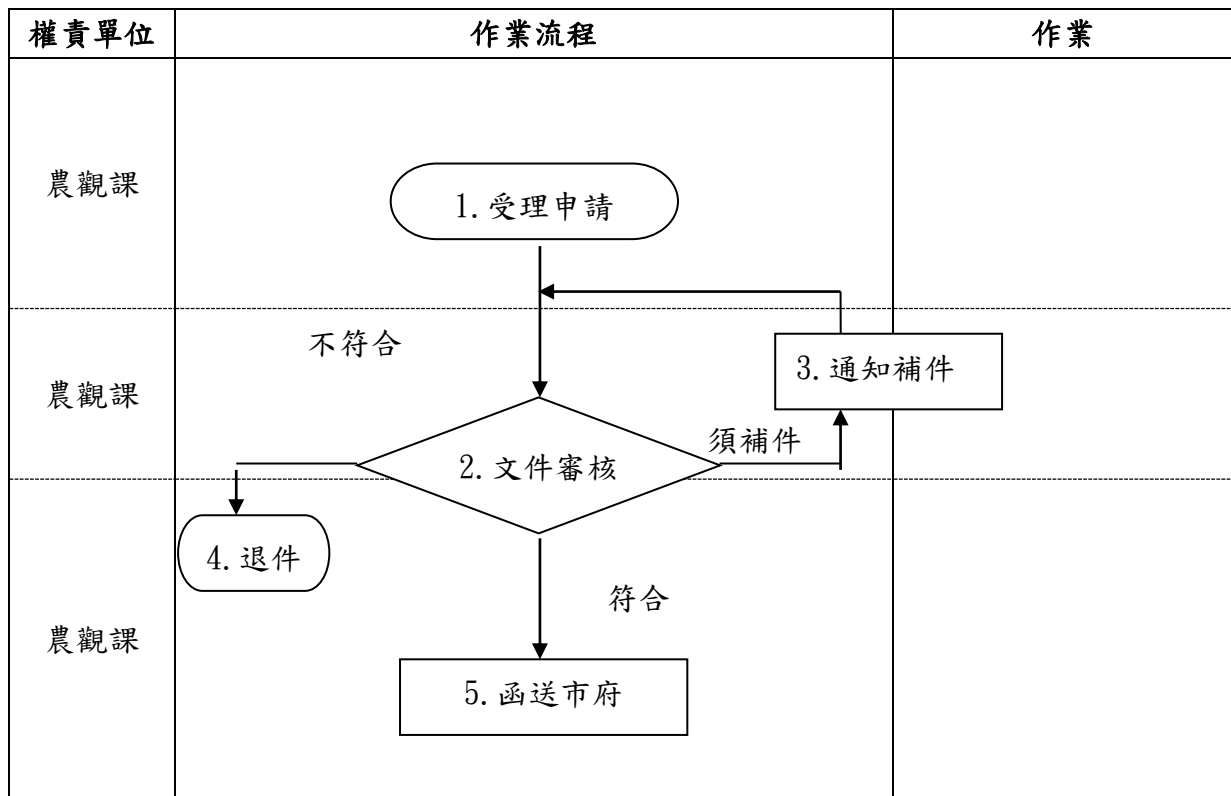 權責單位 作業流程 作業
農觀課
1.受理申請
不符合
3.通知補件
農觀課
須補件
2.文件審核
4.退件
符合
農觀課
5.函送市府